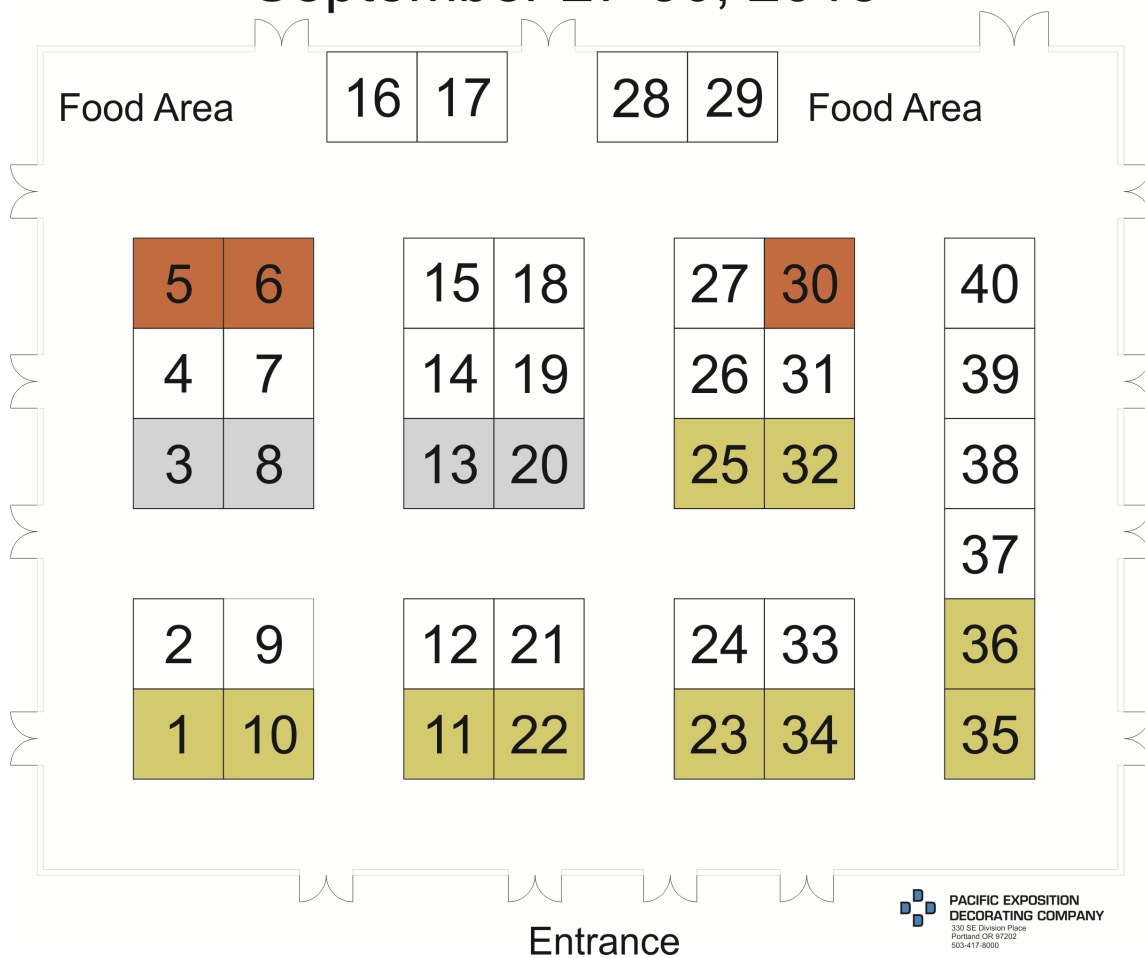 Food Area 16 17 28 29 Food Area
5 6 15 18 27 30 40
4 7 14 19 26 31 39
3 8 13 20 25 32 38
37
2 9 12 21 24 33 36
1 10 11 22 23 34 35
Entrance
PACIFIC EXPOSITION
DECORATING COMPANY
330 SE Division Place
Portland OR 97202
503-417-8000